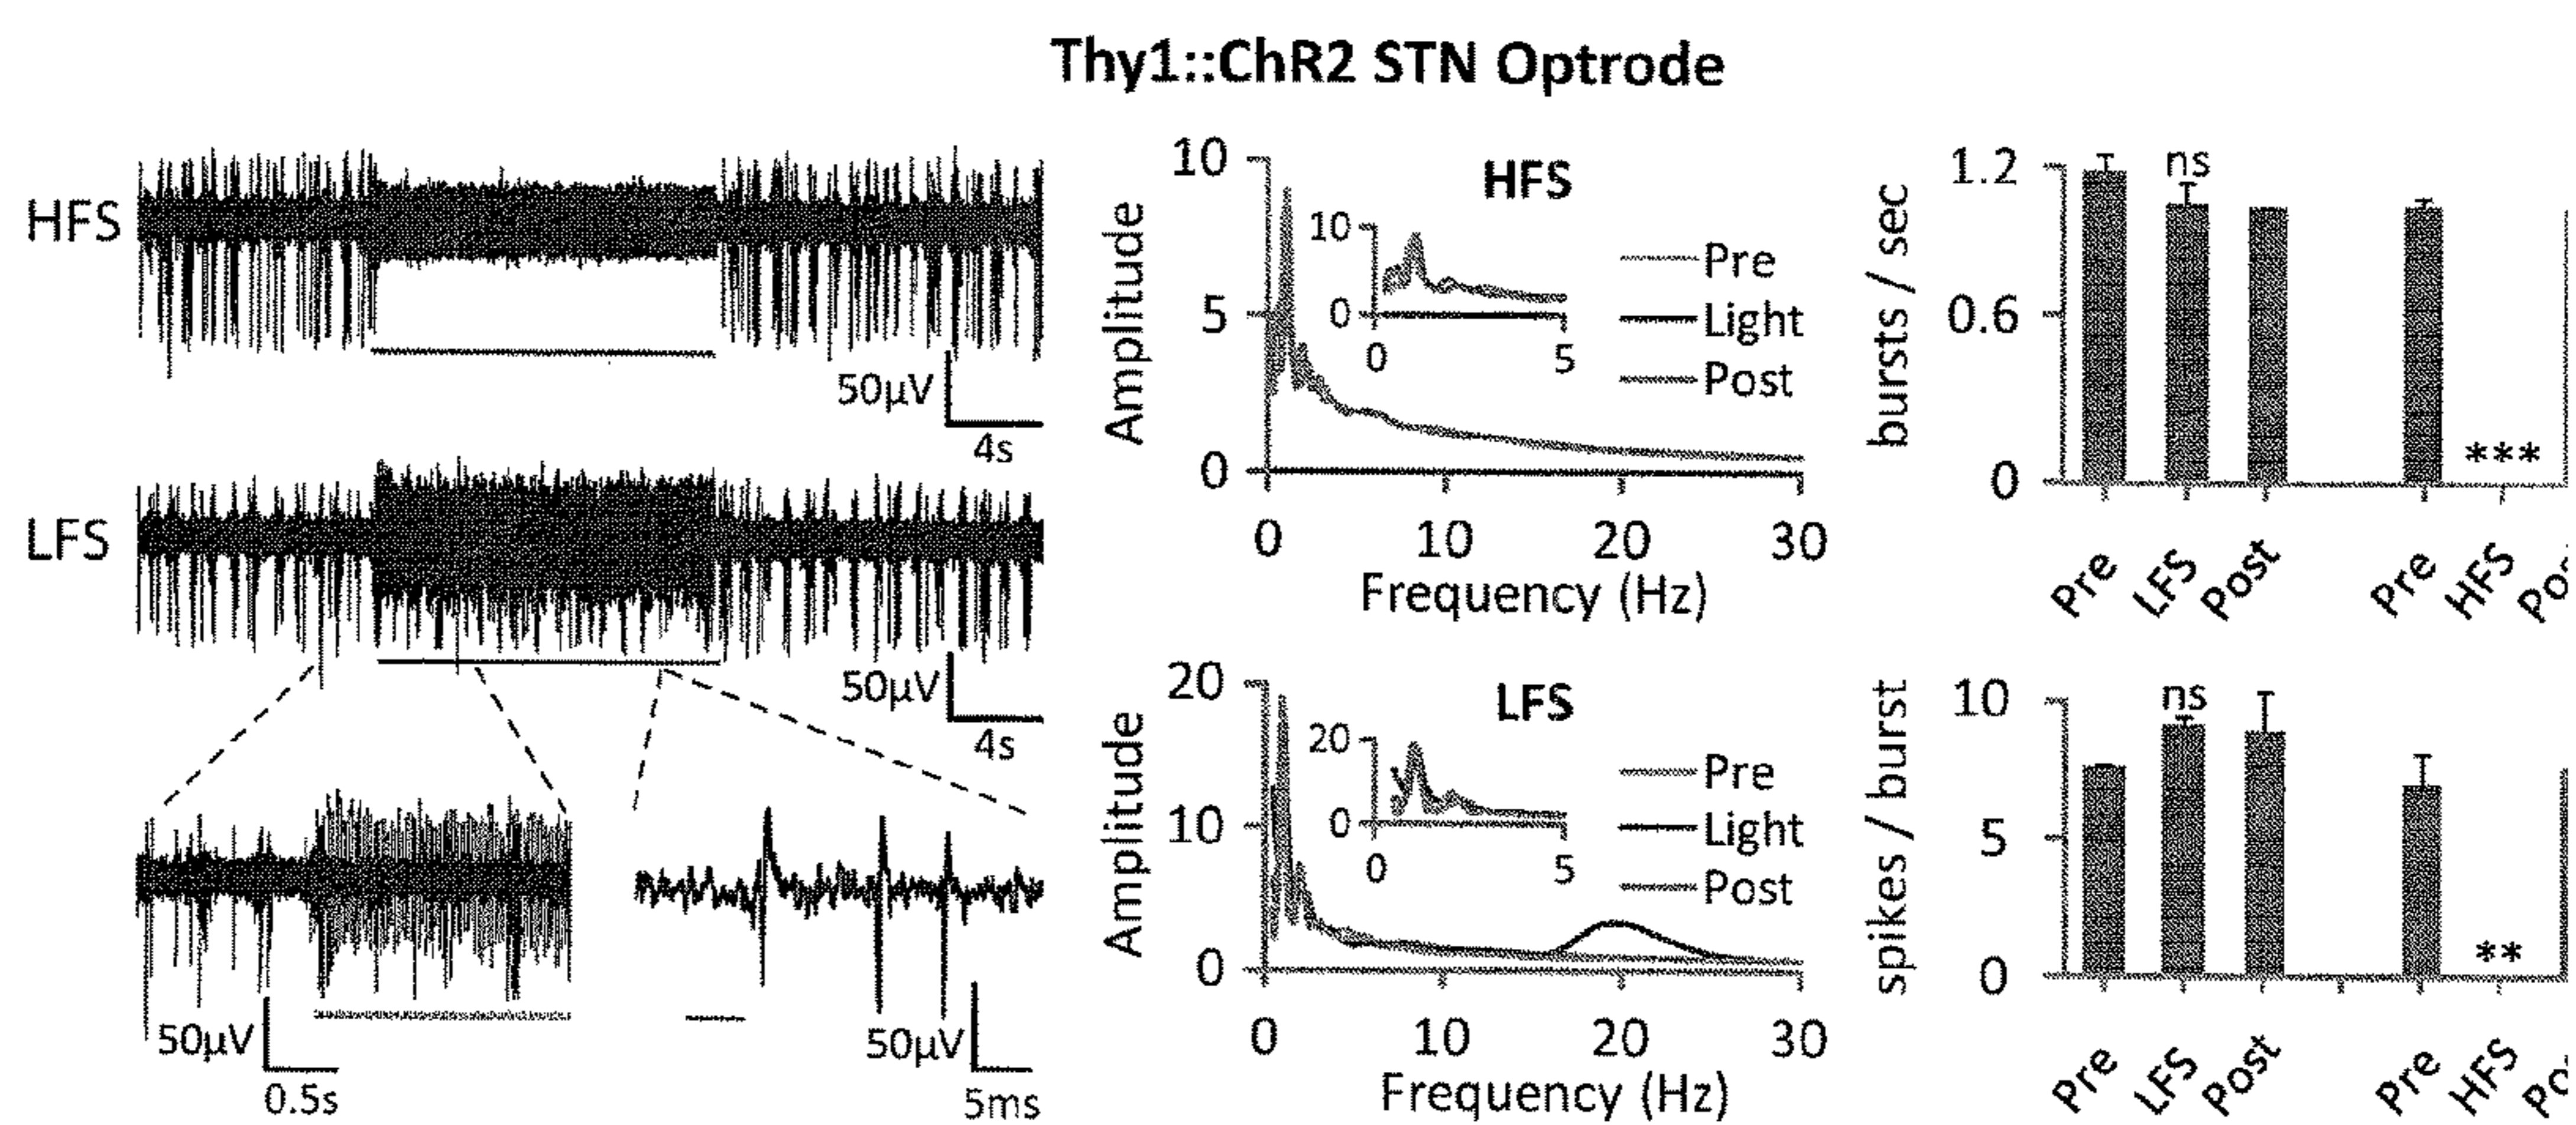 Thy1::ChR2 STN Optrode
HFS
50μV
4s
LFS
50μV
4s
50μV
0.5s
50μV
5ms
Amplitude
10
5
0
HFS
10
0
0
5
Pre
Light
Post
0
10
20
30
Frequency (Hz)
Amplitude
20
10
0
LFS
20
0
0
5
Pre
Light
Post
0
10
20
30
Frequency (Hz)
bursts / sec
1.2
0.6
0
ns
***
Pre
LFS
Post
Pre
HFS
Po
spikes / burst
10
5
0
ns
**
Pre
LFS
Post
Pre
HFS
Po